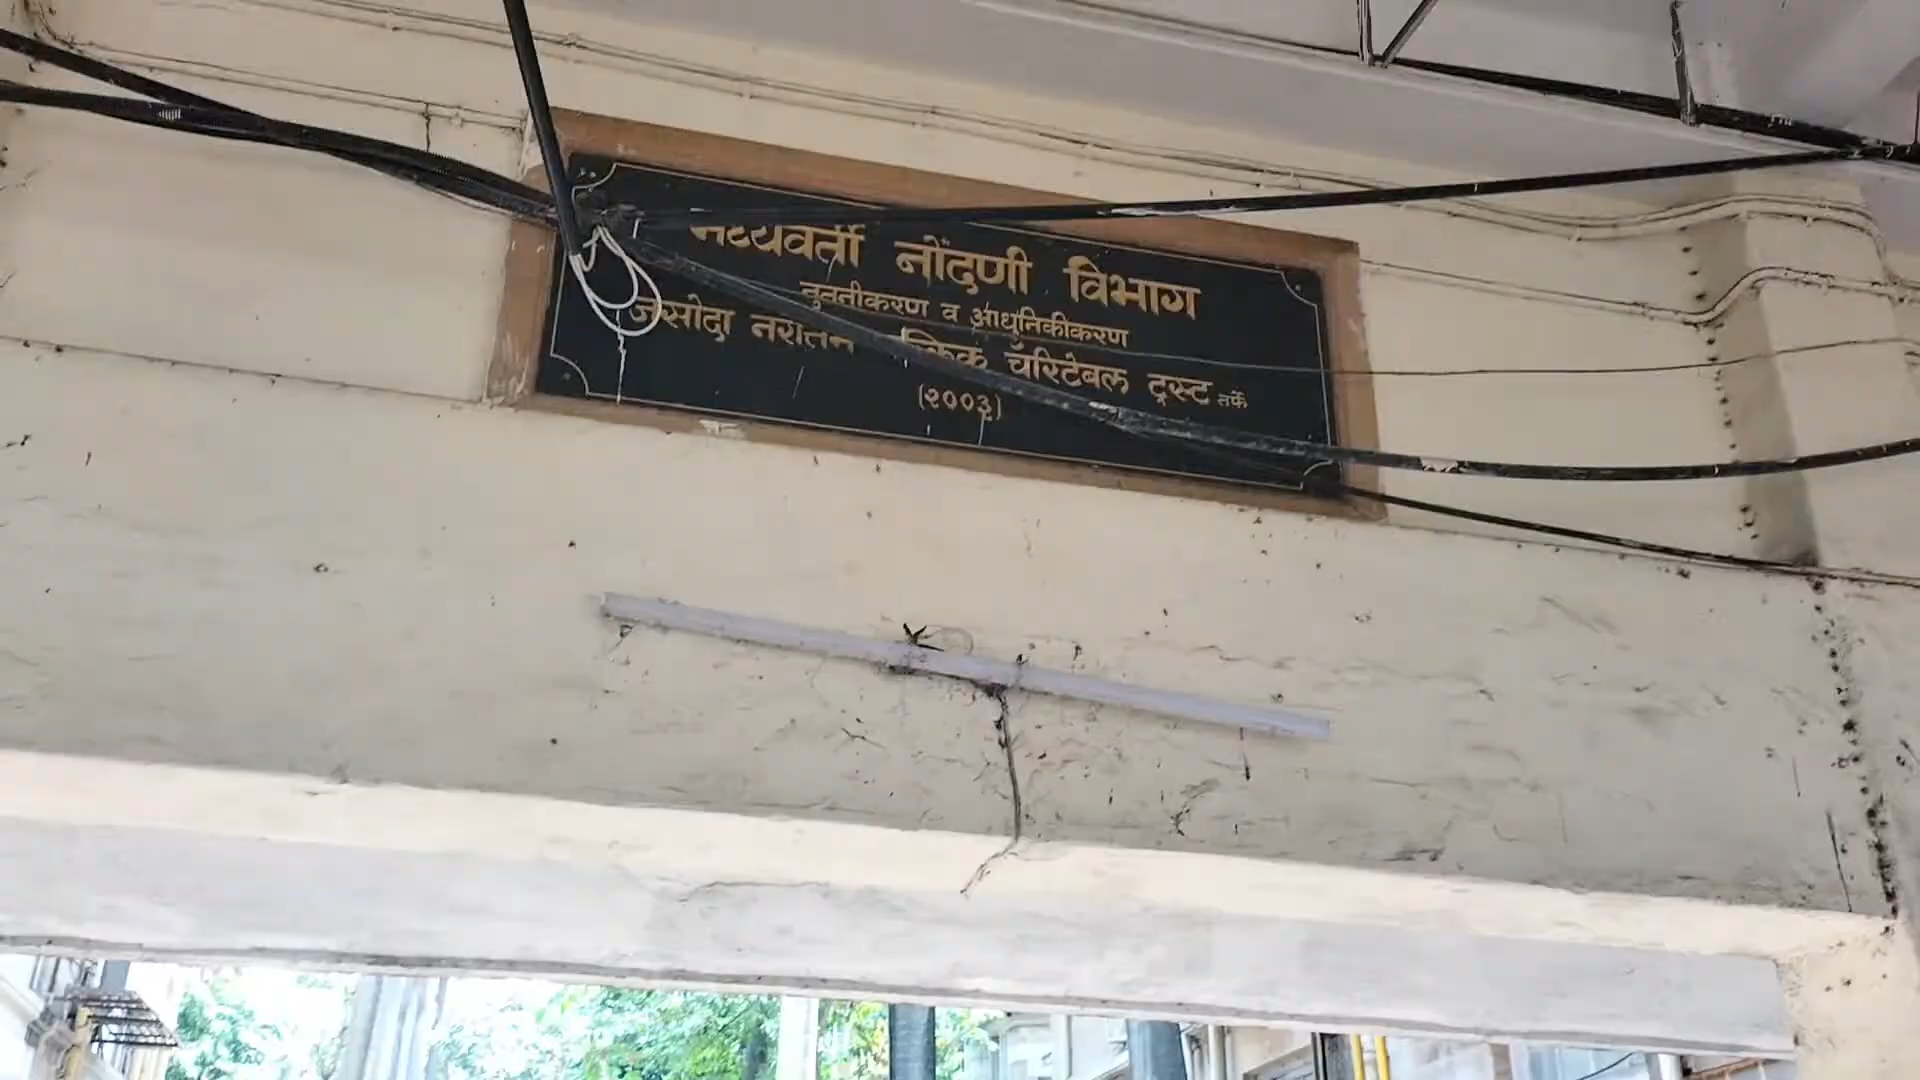 मध्यवर्ती नोंदणी विभाग
नुतनीकरण व आधुनिकीकरण
जसोदा नरोतम चॅरिटेबल ट्रस्ट तर्फे
(२००३)